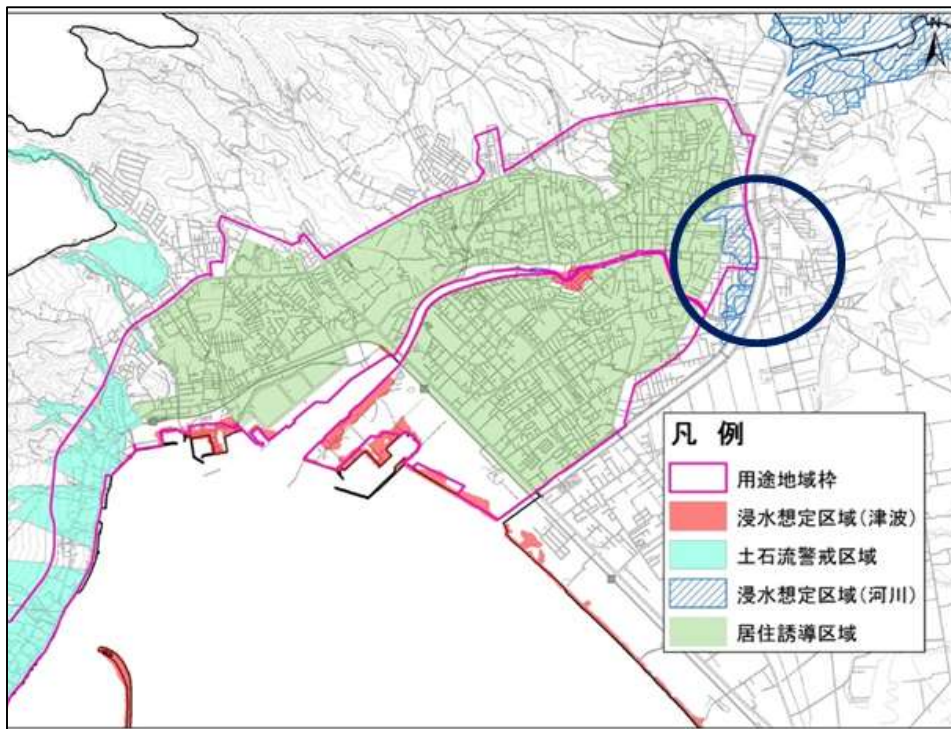 N
凡 例
用途地域枠
浸水想定区域(津波)
土石流警戒区域
浸水想定区域(河川)
居住誘導区域